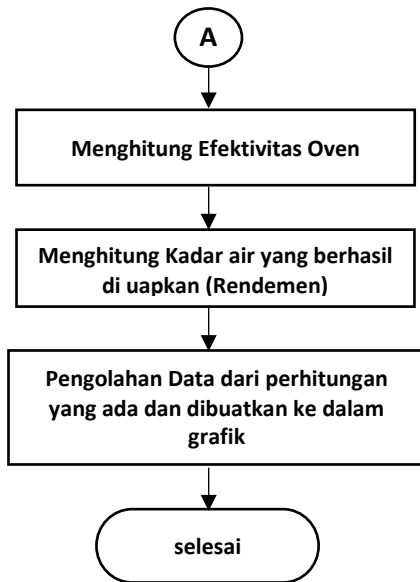 A
Menghitung Efektivitas Oven
Menghitung Kadar air yang berhasil
di uapkan (Rendemen)
Pengolahan Data dari perhitungan
yang ada dan dibuatkan ke dalam
grafik
selesai